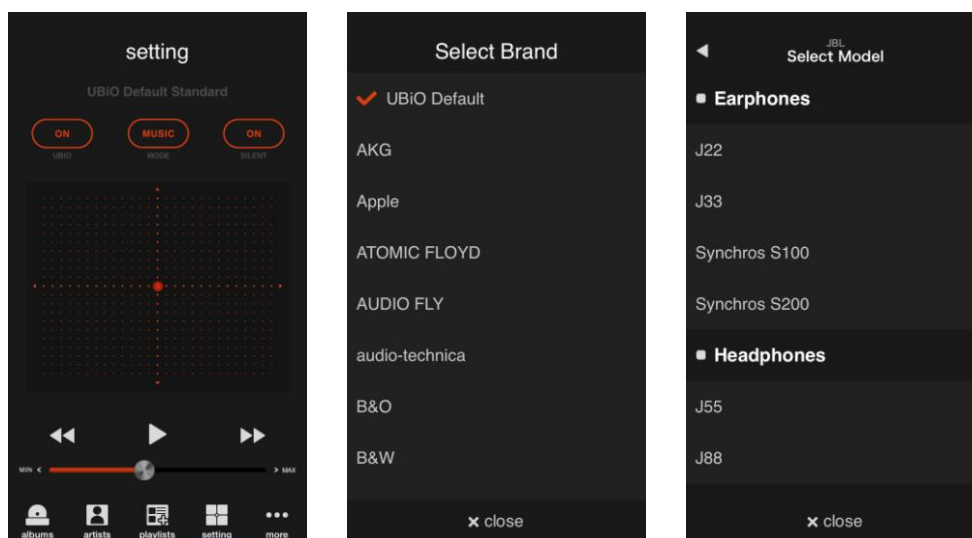 setting
UBiO Default Standard
ON
MUSIC
ON
UBiO
MODE
SILENT
MIN <
> MAX
albums
artists
playlists
setting
more
Select Brand
UBiO Default
AKG
Apple
ATOMIC FLOYD
AUDIO FLY
audio-technica
B&O
B&W
× close
JBL
Select Model
Earphones
J22
J33
Synchros S100
Synchros S200
Headphones
J55
J88
× close